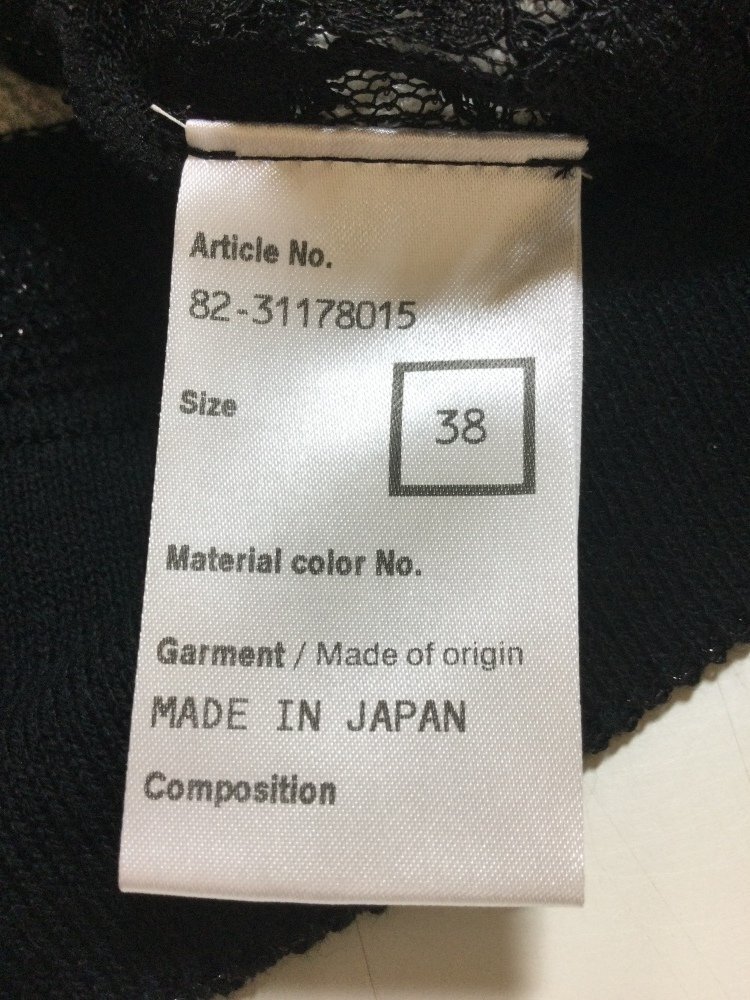 Article No.
82-31178015
Size
38
Material color No.
Garment / Made of origin
MADE IN JAPAN
Composition